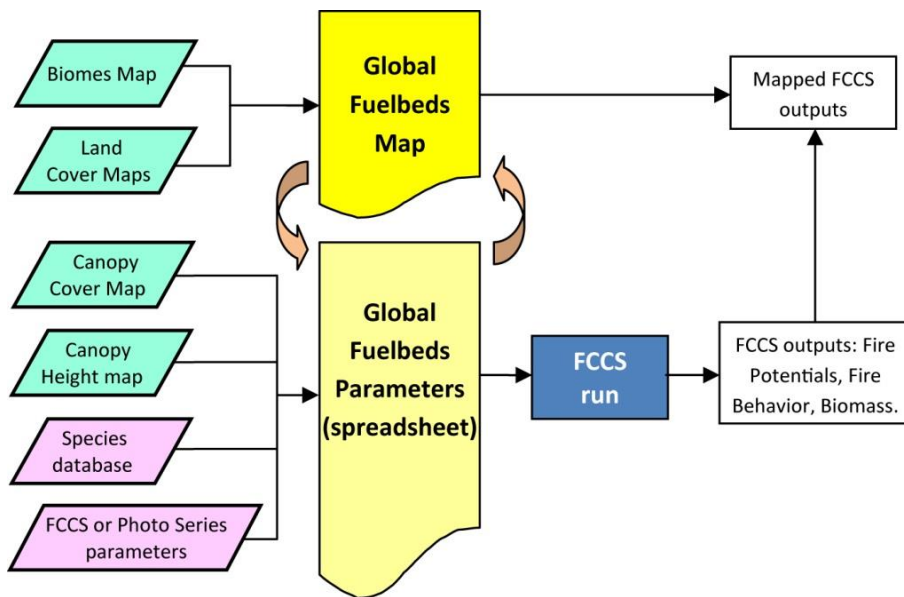 Biomes Map
Land
Cover Maps
Global
Fuelbeds
Map
Mapped FCCS
outputs
Canopy
Cover Map
Canopy
Height map
Species
database
FCCS or Photo Series
parameters
Global
Fuelbeds
Parameters
(spreadsheet)
FCCS
run
FCCS outputs: Fire
Potentials, Fire
Behavior, Biomass.